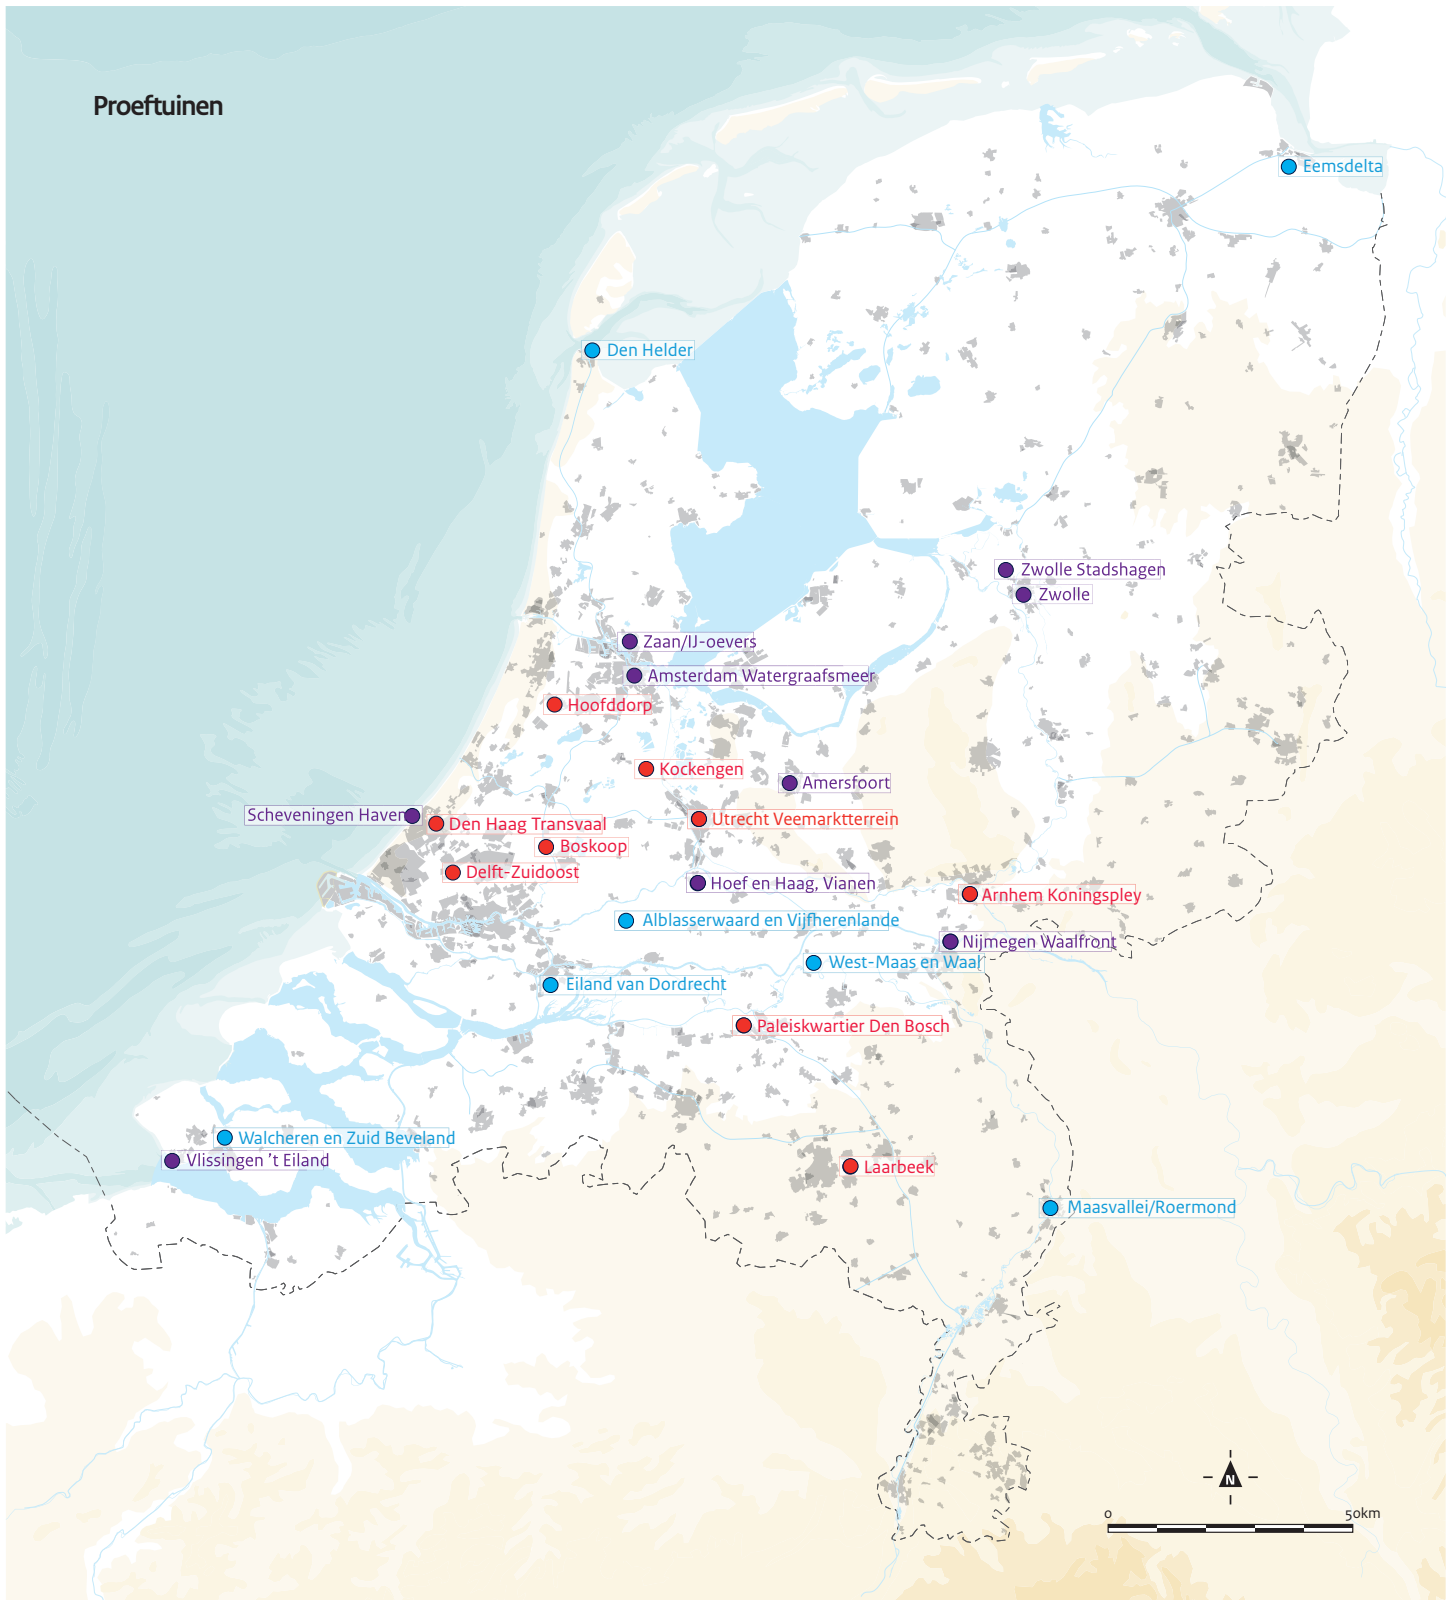 Proeftuinen
Eemsdelta
Den Helder
Zwolle Stadshagen
Zwolle
Zaan/IJ-oevers
Amsterdam Watergraafsmeer
Hoofddorp
Kockengen
Amersfoort
Scheveningen Haven
Den Haag Transvaal
Utrecht Veemarktterrein
Boskoop
Delft-Zuidoost
Hoef en Haag, Vianen
Arnhem Koningspley
Alblasserwaard en Vijfherenlande
Nijmegen Waalfront
West-Maas en Waal
Eiland van Dordrecht
Paleiskwartier Den Bosch
Walcheren en Zuid Beveland
Vlissingen ’t Eiland
Laarbeek
Maasvallei/Roermond
N
0 50km